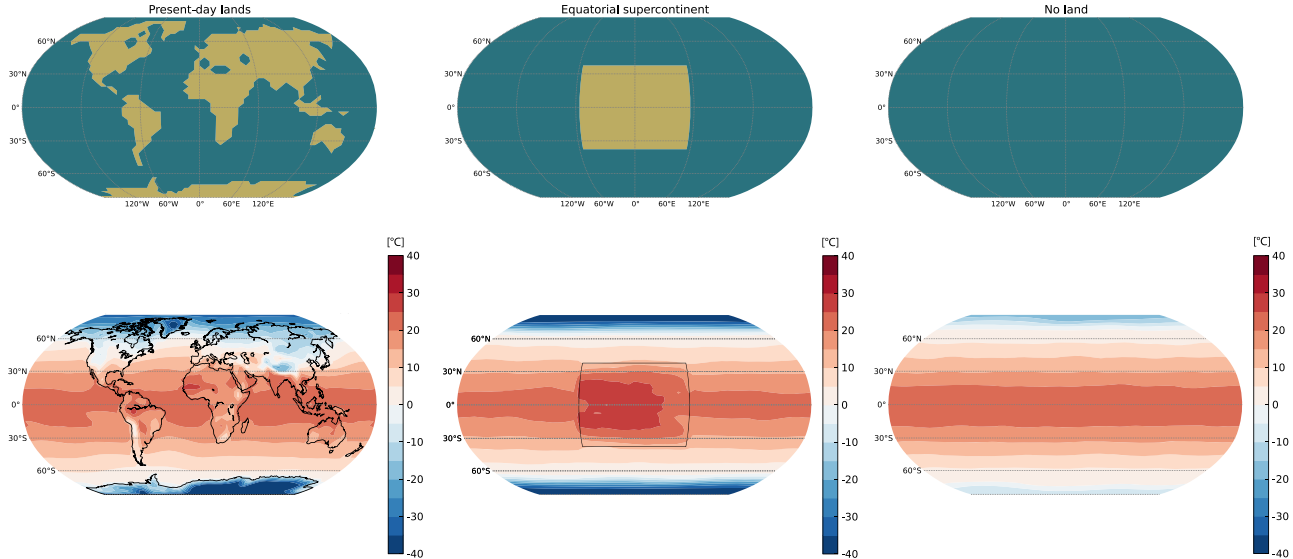 Present-day lands
60°N
30°N
0°
30°S
60°S
120°W 60°W 0° 60°E 120°E
Equatorial supercontinent
60°N
30°N
0°
30°S
60°S
120°W 60°W 0° 60°E 120°E
No land
60°N
30°N
0°
30°S
60°S
120°W 60°W 0° 60°E 120°E
[°C]
40
30
20
10
0
-10
-20
-30
-40
60°N
30°N
0°
30°S
60°S
[°C]
40
30
20
10
0
-10
-20
-30
-40
60°N
30°N
0°
30°S
60°S
[°C]
40
30
20
10
0
-10
-20
-30
-40
60°N
30°N
0°
30°S
60°S